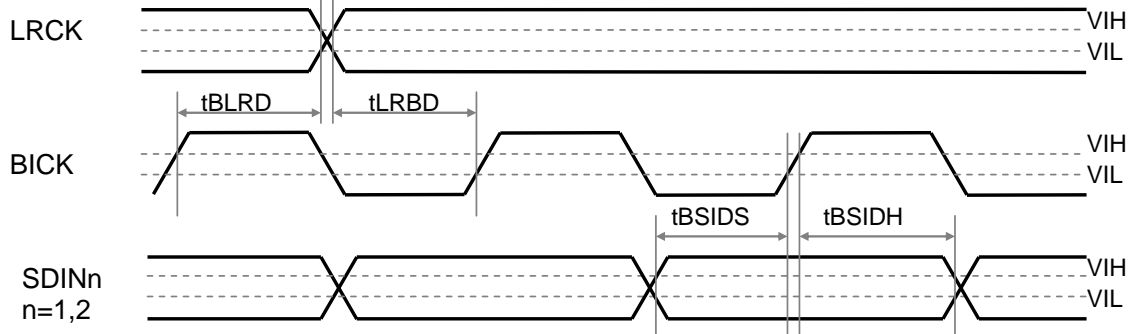 LRCK
VIH
VIL
tBLRD
tLRBD
BICK
VIH
VIL
tBSIDS
tBSIDH
SDINn
n=1,2
VIH
VIL